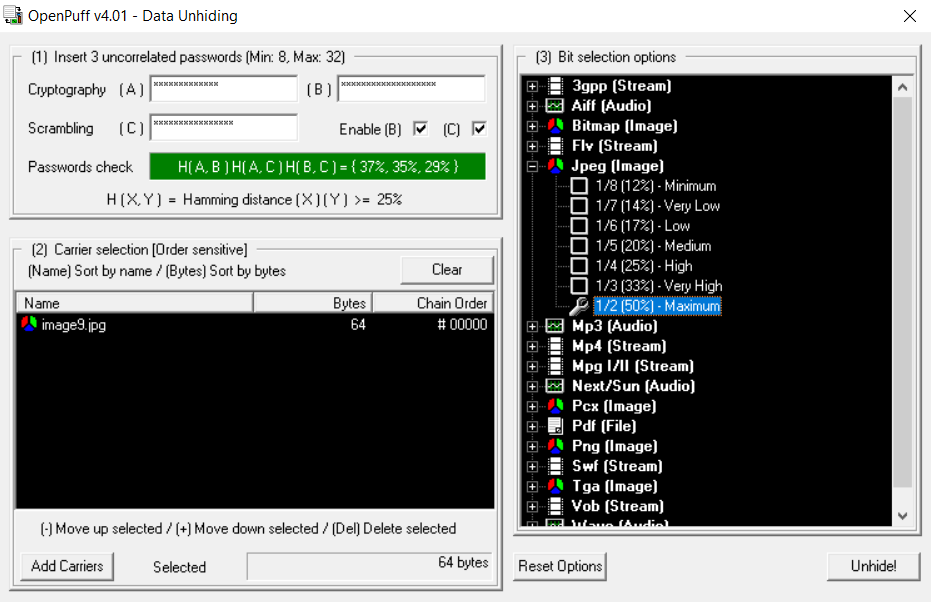 OpenPuff v4.01 - Data Unhiding
(1) Insert 3 uncorrelated passwords (Min: 8, Max: 32)
Cryptography (A) ************ (B) ******************
Scrambling (C) *************** Enable (B) (C)
Passwords check H( A, B ) H( A, C ) H( B, C ) = { 37%, 35%, 29% }
H ( X, Y ) = Hamming distance ( X ) ( Y ) >= 25%
(2) Carrier selection [Order sensitive]
(Name) Sort by name / (Bytes) Sort by bytes
Clear
Name Bytes Chain Order
image9.jpg 64 # 00000
(-) Move up selected / (+) Move down selected / (Del) Delete selected
Add Carriers Selected 64 bytes
(3) Bit selection options
3gpp (Stream)
Aiff (Audio)
Bitmap (Image)
Flv (Stream)
Jpeg (Image)
1/8 (12%) - Minimum
1/7 (14%) - Very Low
1/6 (17%) - Low
1/5 (20%) - Medium
1/4 (25%) - High
1/3 (33%) - Very High
1/2 (50%) - Maximum
Mp3 (Audio)
Mp4 (Stream)
Mpg I/II (Stream)
Next/Sun (Audio)
Pcx (Image)
Pdf (File)
Png (Image)
Swf (Stream)
Tga (Image)
Vob (Stream)
Wave (Audio)
Reset Options Unhide!